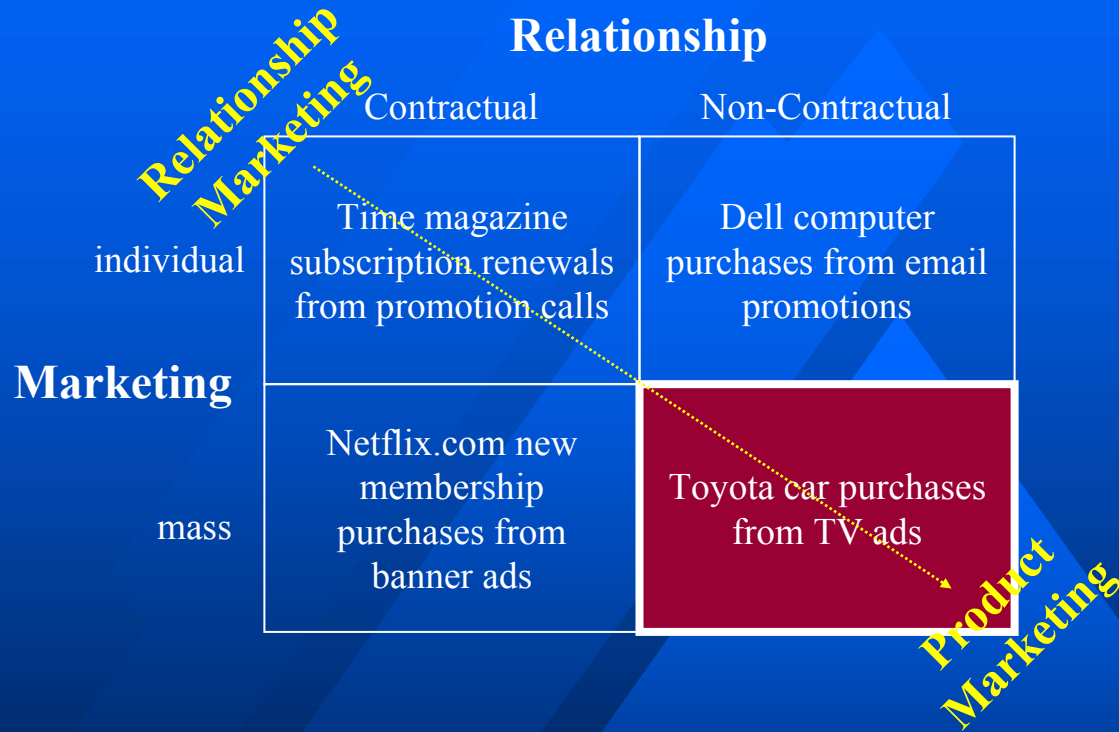 Relationship
Relationship
Marketing
Contractual
Non-Contractual
individual
Time magazine
subscription renewals
from promotion calls
Dell computer
purchases from email
promotions
Marketing
mass
Netflix.com new
membership
purchases from
banner ads
Toyota car purchases
from TV ads
Product
Marketing